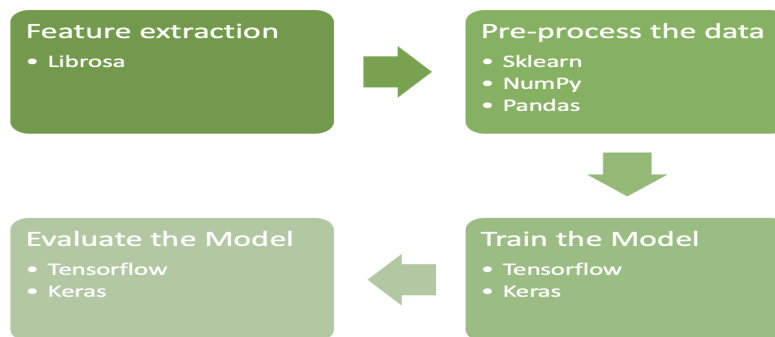 Feature extraction
• Librosa
Pre-process the data
• Sklearn
• NumPy
• Pandas
Train the Model
• Tensorflow
• Keras
Evaluate the Model
• Tensorflow
• Keras